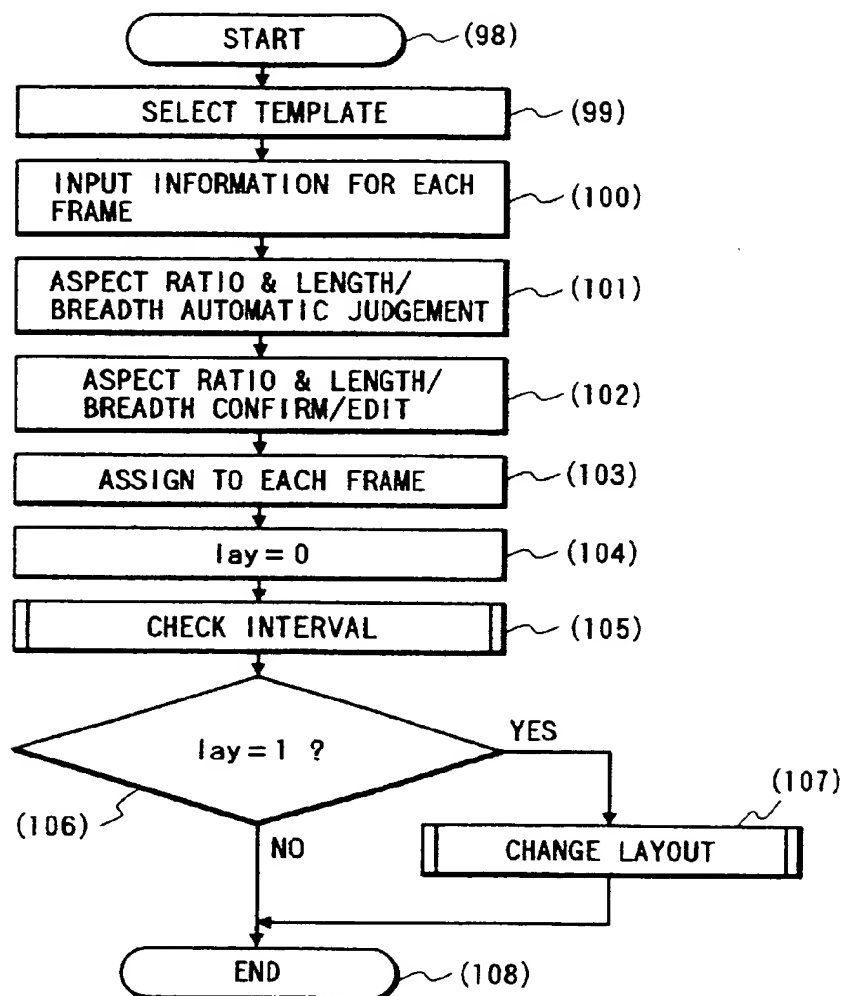 START
(98)
SELECT TEMPLATE
(99)
INPUT INFORMATION FOR EACH
FRAME
(100)
ASPECT RATIO & LENGTH/
BREADTH AUTOMATIC JUDGEMENT
(101)
ASPECT RATIO & LENGTH/
BREADTH CONFIRM/EDIT
(102)
ASSIGN TO EACH FRAME
(103)
lay = 0
(104)
CHECK INTERVAL
(105)
lay = 1 ?
YES
(106)
NO
(107)
CHANGE LAYOUT
END
(108)